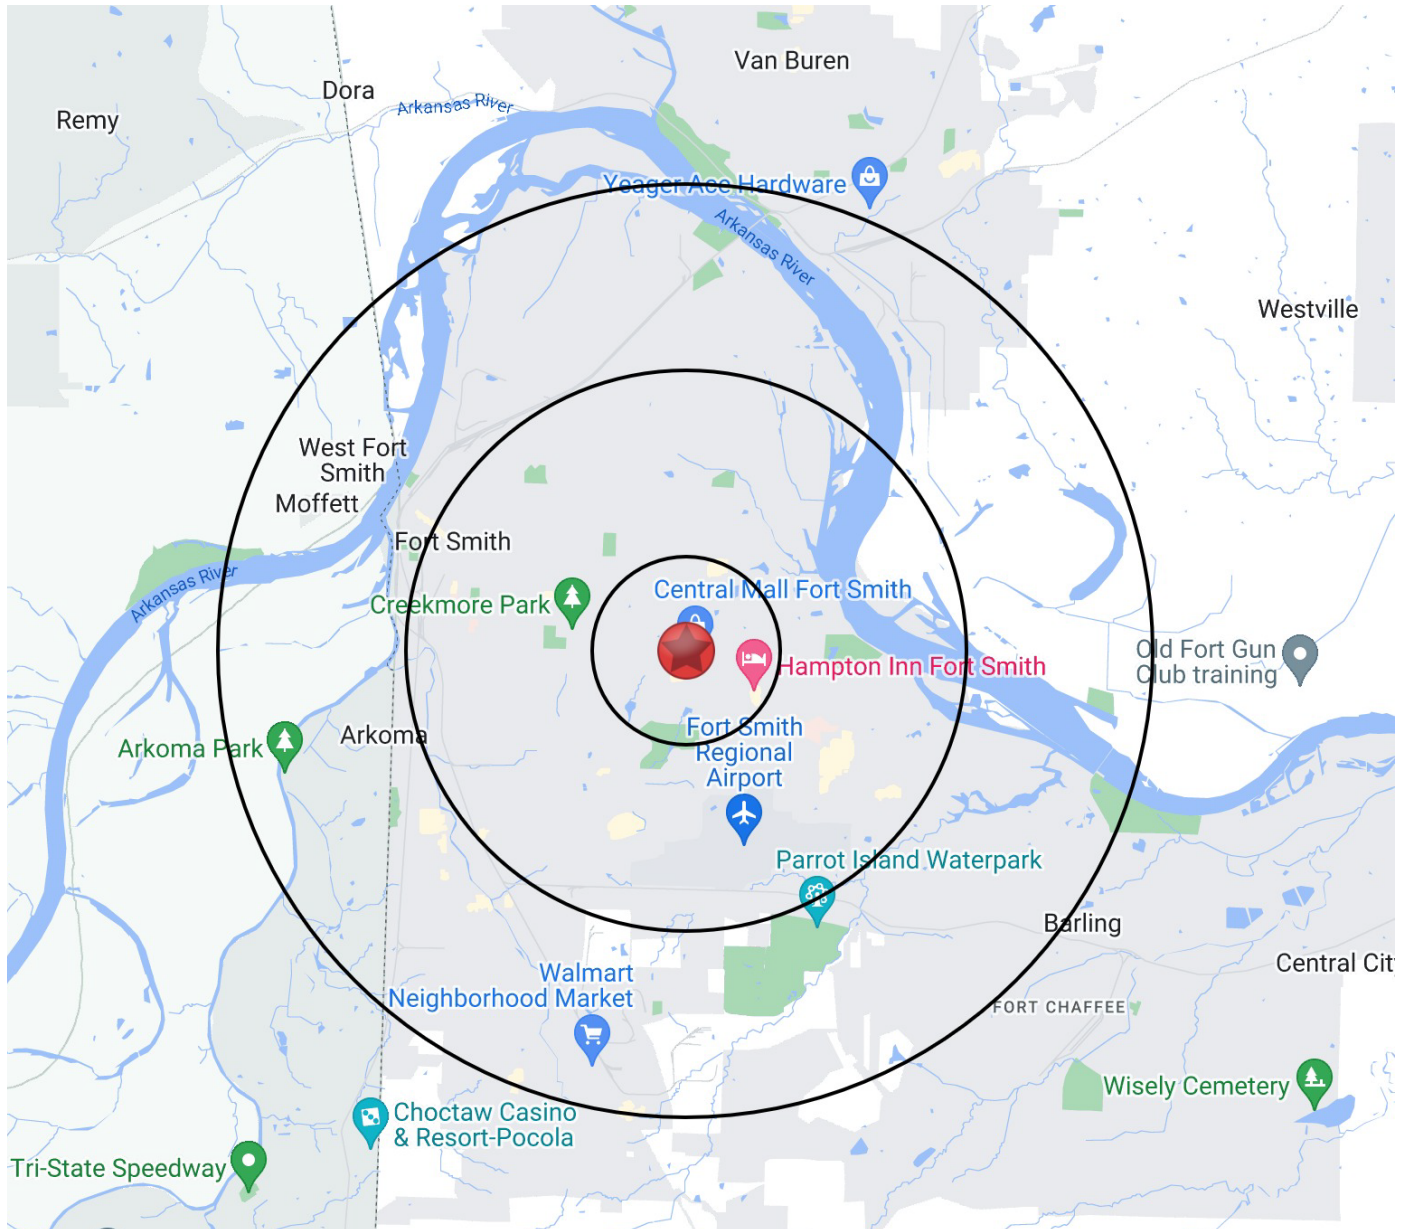 Van Buren
Dora
Arkansas River
Remy
Yeager Ace Hardware
Arkansas River
Westville
West Fort
Smith
Moffett
Fort Smith
Arkansas River
Central Mall Fort Smith
Creekmore Park
Old Fort Gun
Club training
Hampton Inn Fort Smith
Arkoma Park
Arkoma
Fort Smith
Regional
Airport
Parrot Island Waterpark
Barling
Central Cit
Walmart
Neighborhood Market
FORT CHAFFEE
Wisely Cemetery
Choctaw Casino
& Resort-Pocola
Tri-State Speedway